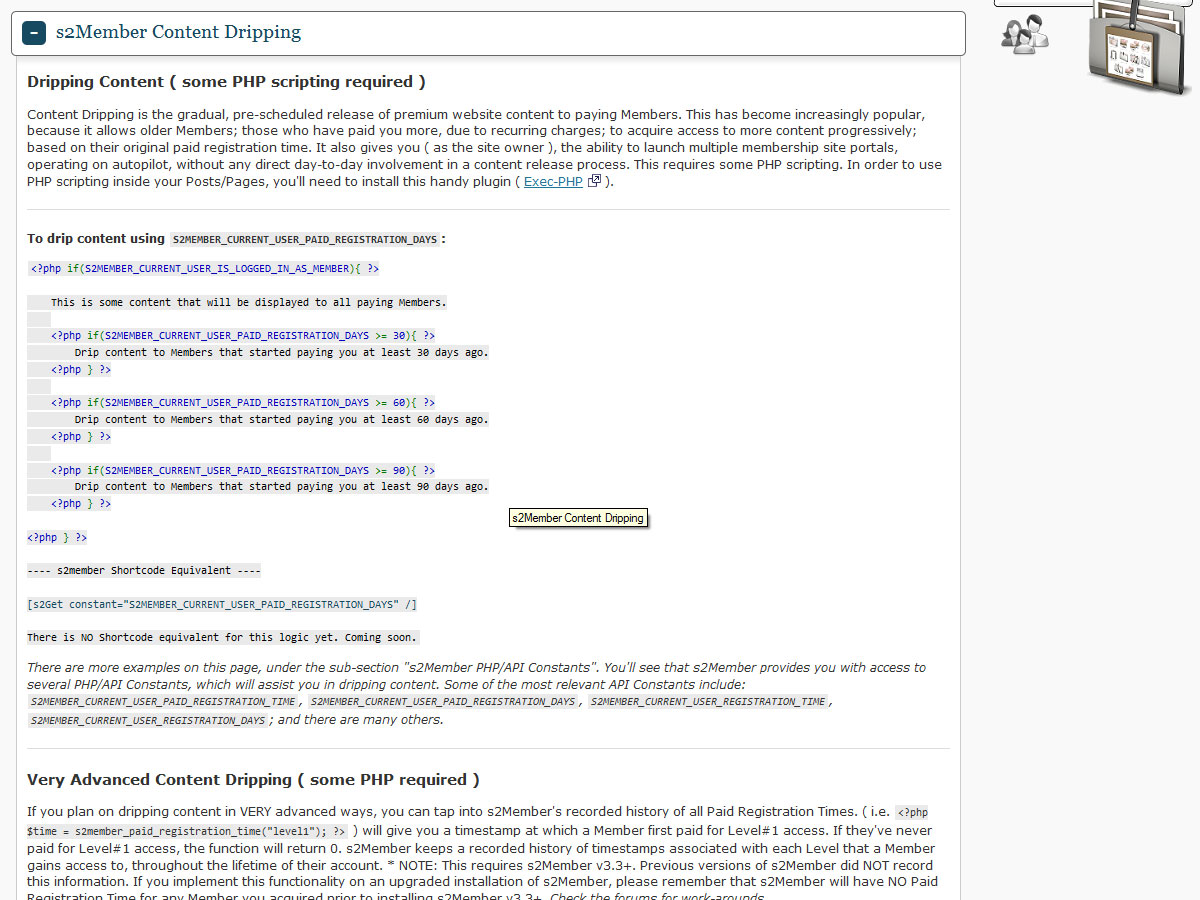 s2Member Content Dripping
Dripping Content ( some PHP scripting required )
Content Dripping is the gradual, pre-scheduled release of premium website content to paying Members. This has become increasingly popular,
because it allows older Members; those who have paid you more, due to recurring charges; to acquire access to more content progressively;
based on their original paid registration time. It also gives you ( as the site owner ), the ability to launch multiple membership site portals,
operating on autopilot, without any direct day-to-day involvement in a content release process. This requires some PHP scripting. In order to use
PHP scripting inside your Posts/Pages, you'll need to install this handy plugin ( Exec-PHP ).
To drip content using S2MEMBER_CURRENT_USER_PAID_REGISTRATION_DAYS :
<?php if(S2MEMBER_CURRENT_USER_IS_LOGGED_IN_AS_MEMBER){ ?>
This is some content that will be displayed to all paying Members.
<?php if(S2MEMBER_CURRENT_USER_PAID_REGISTRATION_DAYS >= 30){ ?>
Drip content to Members that started paying you at least 30 days ago.
<?php } ?>
<?php if(S2MEMBER_CURRENT_USER_PAID_REGISTRATION_DAYS >= 60){ ?>
Drip content to Members that started paying you at least 60 days ago.
<?php } ?>
<?php if(S2MEMBER_CURRENT_USER_PAID_REGISTRATION_DAYS >= 90){ ?>
Drip content to Members that started paying you at least 90 days ago.
<?php } ?>
s2Member Content Dripping
<?php } ?>
---- s2member Shortcode Equivalent ----
[s2Get constant="S2MEMBER_CURRENT_USER_PAID_REGISTRATION_DAYS" /]
There is NO Shortcode equivalent for this logic yet. Coming soon.
There are more examples on this page, under the sub-section "s2Member PHP/API Constants". You'll see that s2Member provides you with access to
several PHP/API Constants, which will assist you in dripping content. Some of the most relevant API Constants include:
S2MEMBER_CURRENT_USER_PAID_REGISTRATION_TIME , S2MEMBER_CURRENT_USER_PAID_REGISTRATION_DAYS , S2MEMBER_CURRENT_USER_REGISTRATION_TIME ,
S2MEMBER_CURRENT_USER_REGISTRATION_DAYS ; and there are many others.
Very Advanced Content Dripping ( some PHP required )
If you plan on dripping content in VERY advanced ways, you can tap into s2Member's recorded history of all Paid Registration Times. ( i.e. <?php
$time = s2member_paid_registration_time("level1"); ?> ) will give you a timestamp at which a Member first paid for Level#1 access. If they've never
paid for Level#1 access, the function will return 0. s2Member keeps a recorded history of timestamps associated with each Level that a Member
gains access to, throughout the lifetime of their account. * NOTE: This requires s2Member v3.3+. Previous versions of s2Member did NOT record
this information. If you implement this functionality on an upgraded installation of s2Member, please remember that s2Member will have NO Paid
Registration Time for any Member you acquired prior to installing s2Member v3.3+. Check the forums for work-arounds.